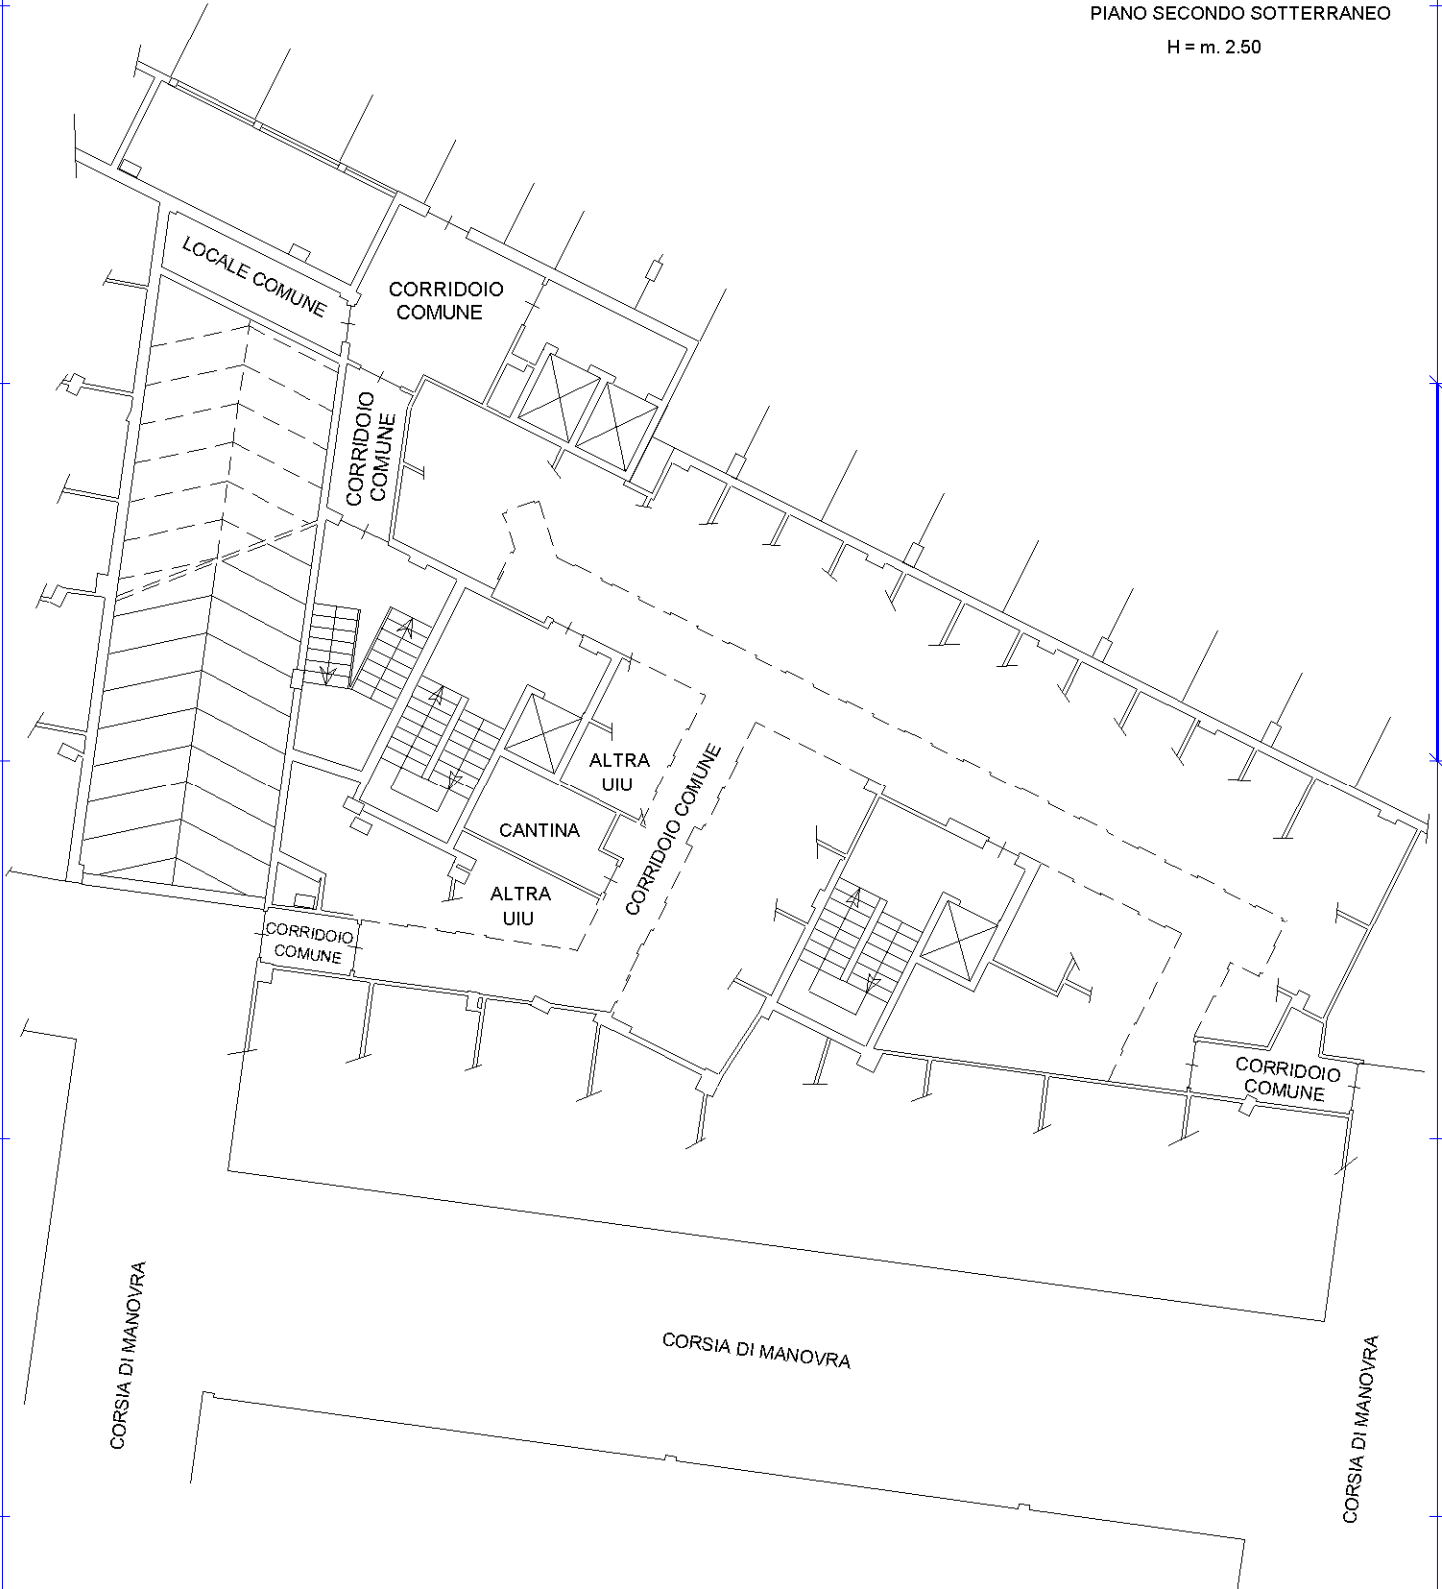 PIANO SECONDO SOTTERRANEO
H = m. 2.50
LOCALE COMUNE
CORRIDOIO
COMUNE
CORRIDOIO
COMUNE
ALTRA
UIU
CORRIDOIO COMUNE
CANTINA
ALTRA
UIU
CORRIDOIO
COMUNE
CORRIDOIO
COMUNE
CORSIA DI MANOVRA
CORSIA DI MANOVRA
CORSIA DI MANOVRA